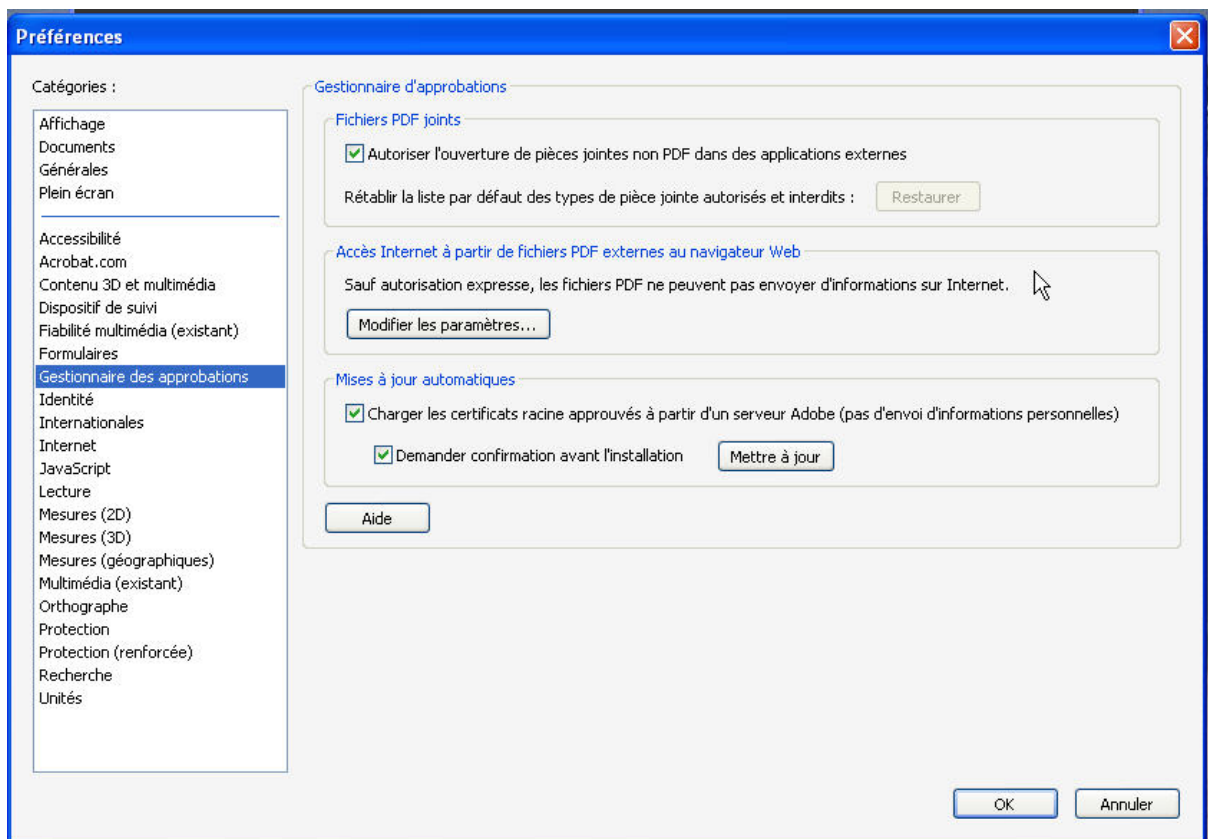 Préférences
Catégories :
Affichage
Documents
Générales
Plein écran
Accessibilité
Acrobat.com
Contenu 3D et multimédia
Dispositif de suivi
Fiabilité multimédia (existant)
Formulaires
Gestionnaire des approbations
Identité
Internationales
Internet
JavaScript
Lecture
Mesures (2D)
Mesures (3D)
Mesures (géographiques)
Multimédia (existant)
Orthographe
Protection
Protection (renforcée)
Recherche
Unités
Gestionnaire d'approbations
Fichiers PDF joints
Autoriser l'ouverture de pièces jointes non PDF dans des applications externes
Rétablir la liste par défaut des types de pièce jointe autorisés et interdits : Restaurer
Accès Internet à partir de fichiers PDF externes au navigateur Web
Sauf autorisation expresse, les fichiers PDF ne peuvent pas envoyer d'informations sur Internet.
Modifier les paramètres...
Mises à jour automatiques
Charger les certificats racine approuvés à partir d'un serveur Adobe (pas d'envoi d'informations personnelles)
Demander confirmation avant l'installation Mettre à jour
Aide
OK Annuler